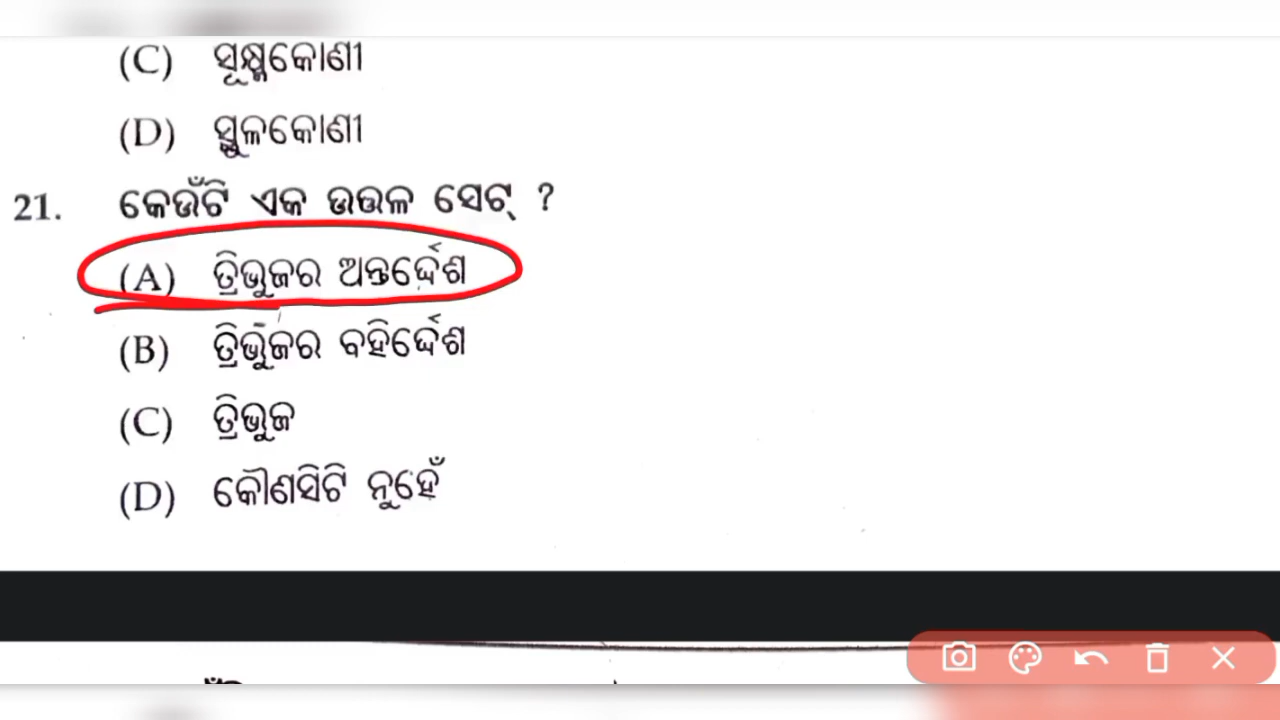 (C) ସୂକ୍ଷ୍ମକୋଣୀ
(D) ସ୍ଥୂଳକୋଣୀ
21. କେଉଁଟି ଏକ ଉତ୍ତଳ ସେଟ୍ ?
(A) ତ୍ରିଭୁଜର ଅନ୍ତର୍ଦ୍ଦେଶ
(B) ତ୍ରିଭୁଜର ବହିର୍ଦ୍ଦେଶ
(C) ତ୍ରିଭୁଜ
(D) କୌଣସିଟି ନୁହେଁ